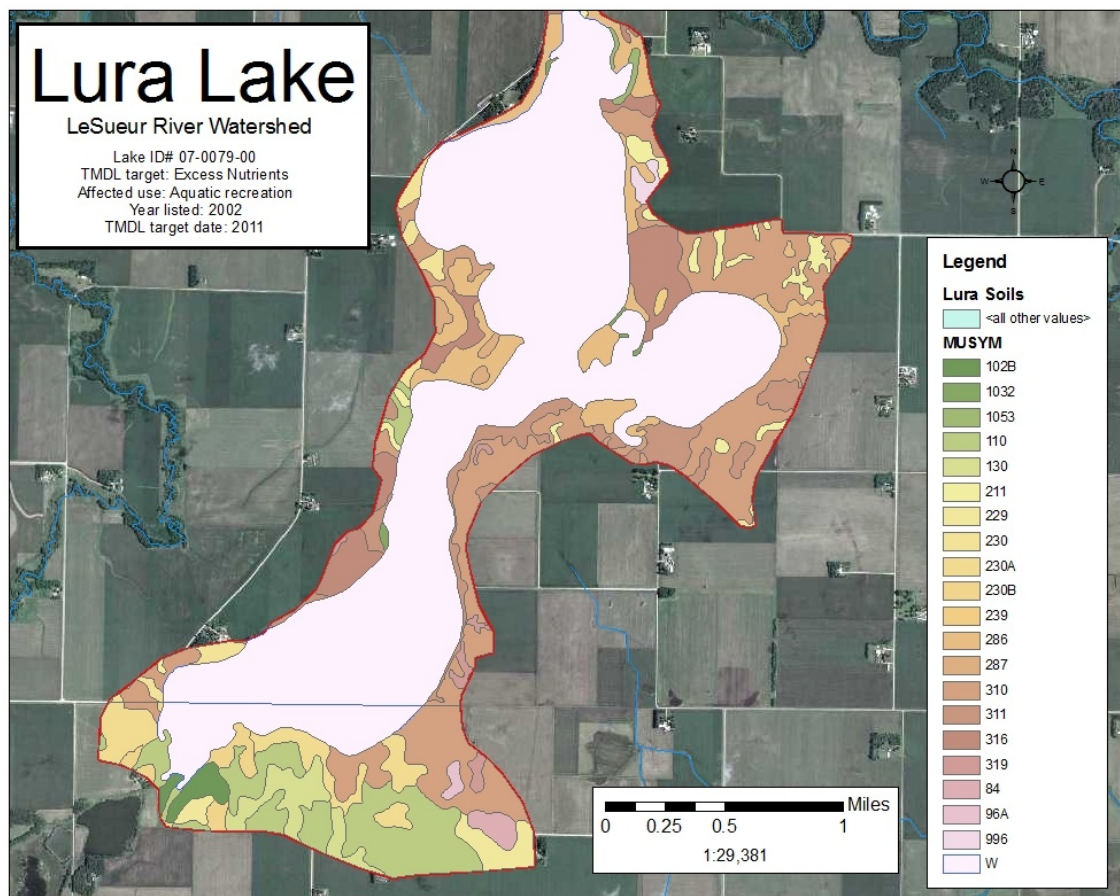 Lura Lake
LeSueur River Watershed
Lake ID# 07-0079-00
TMDL target: Excess Nutrients
Affected use: Aquatic recreation
Year listed: 2002
TMDL target date: 2011
N
W E
S
Legend
Lura Soils
<all other values>
MUSYM
102B
1032
1053
110
130
211
229
230
230A
230B
239
286
287
310
311
316
319
84
96A
996
W
Miles
0 0.25 0.5 1
1:29,381